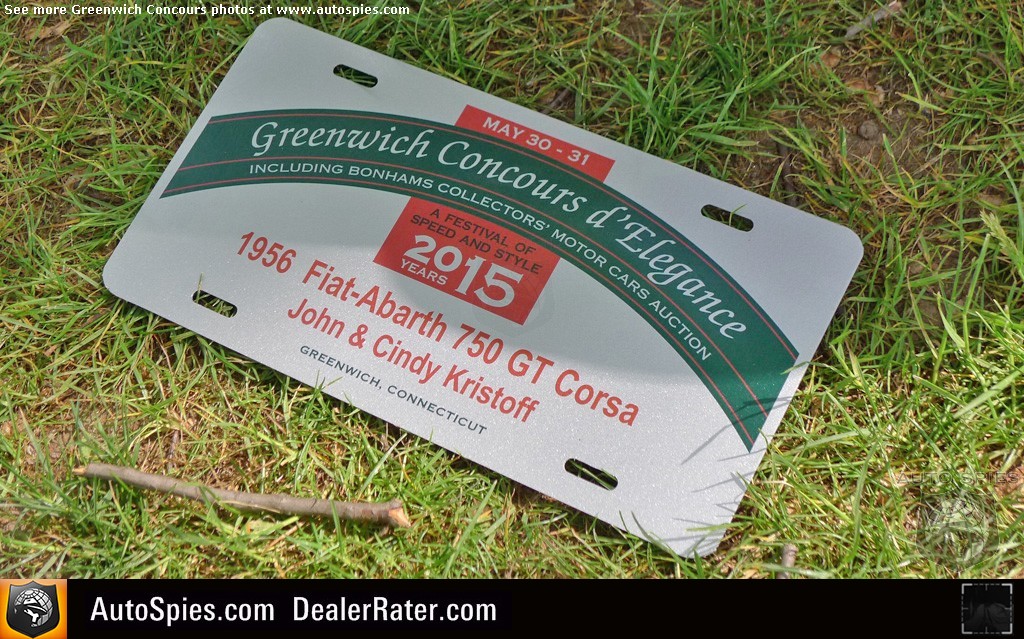 See more Greenwich Concours photos at www.autospies.com
MAY 30 - 31
Greenwich Concours d'Elegance
INCLUDING BONHAMS COLLECTORS' MOTOR CARS AUCTION
A FESTIVAL OF
SPEED AND STYLE
2015
YEARS
1956 Fiat-Abarth 750 GT Corsa
John & Cindy Kristoff
GREENWICH, CONNECTICUT
AUTO SPIES
AutoSpies.com DealerRater.com